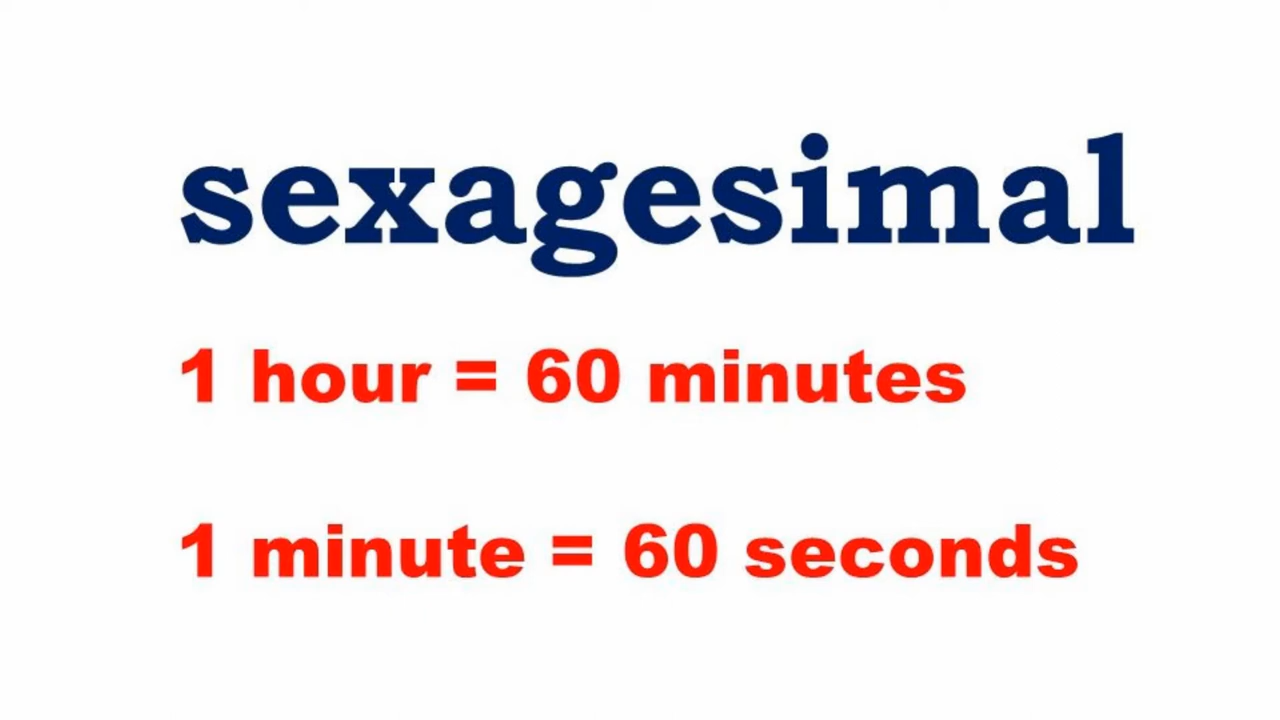 sexagesimal
1 hour = 60 minutes
1 minute = 60 seconds